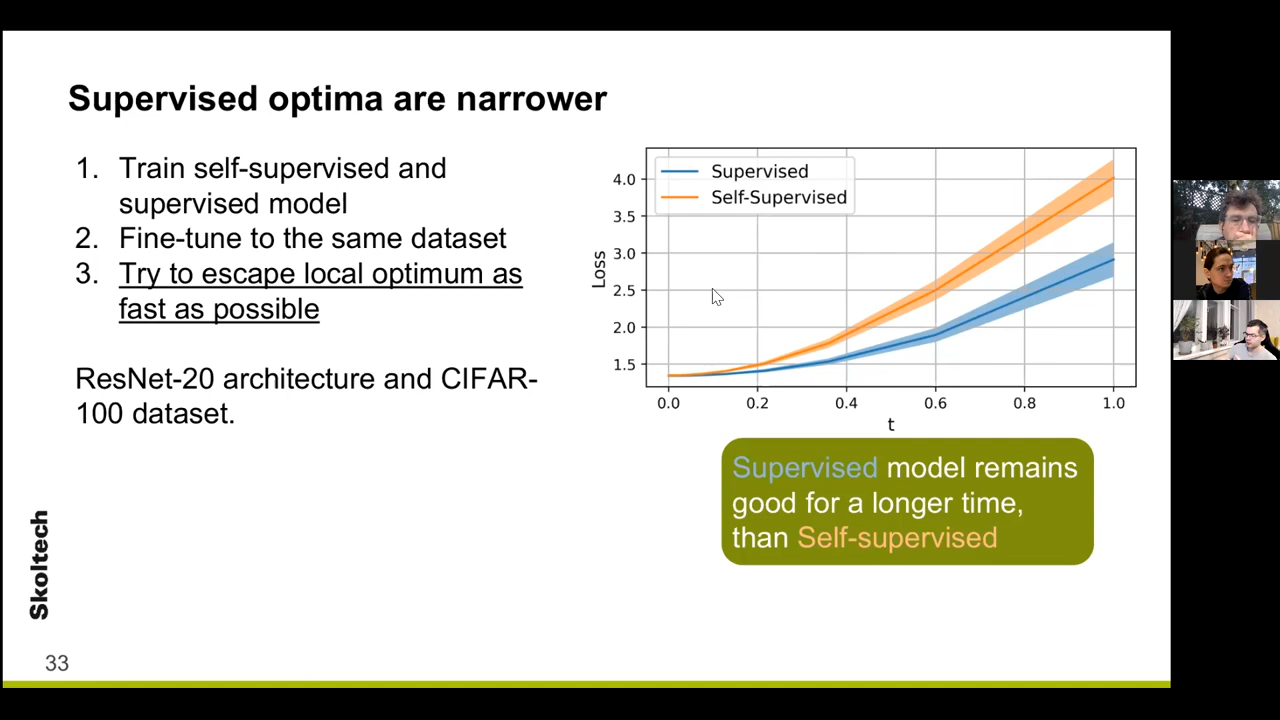 Supervised optima are narrower
1. Train self-supervised and
supervised model
2. Fine-tune to the same dataset
3. Try to escape local optimum as
fast as possible
ResNet-20 architecture and CIFAR-
100 dataset.
Supervised
Self-Supervised
Loss
4.0
3.5
3.0
2.5
2.0
1.5
0.0 0.2 0.4 0.6 0.8 1.0
t
Supervised model remains
good for a longer time,
than Self-supervised
Skoltech
33